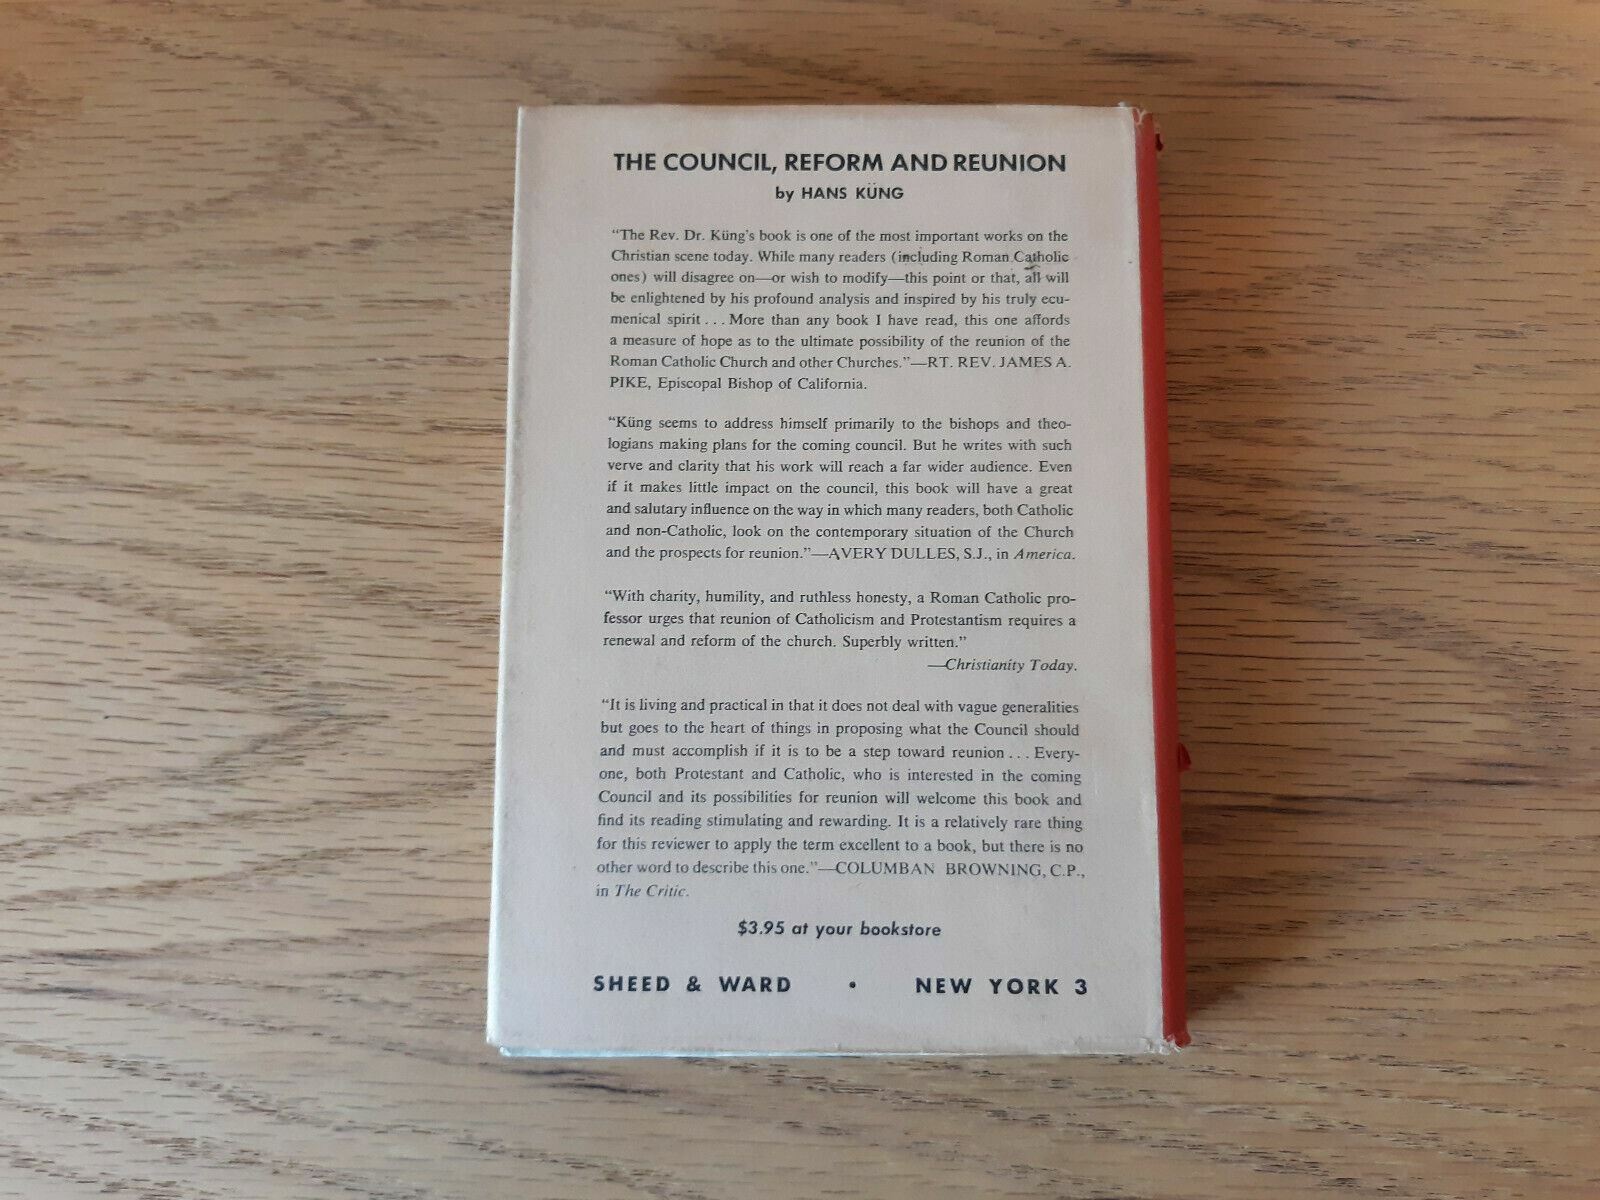 THE COUNCIL, REFORM AND REUNION
by HANS KÜNG
“The Rev. Dr. Küng’s book is one of the most important works on the
Christian scene today. While many readers (including Roman Catholic
ones) will disagree on—or wish to modify—this point or that, all will
be enlightened by his profound analysis and inspired by his truly ecu-
menical spirit . . . More than any book I have read, this one affords
a measure of hope as to the ultimate possibility of the reunion of the
Roman Catholic Church and other Churches.”—RT. REV. JAMES A.
PIKE, Episcopal Bishop of California.
“Küng seems to address himself primarily to the bishops and theo-
logians making plans for the coming council. But he writes with such
verve and clarity that his work will reach a far wider audience. Even
if it makes little impact on the council, this book will have a great
and salutary influence on the way in which many readers, both Catholic
and non-Catholic, look on the contemporary situation of the Church
and the prospects for reunion.”—AVERY DULLES, S.J., in America.
“With charity, humility, and ruthless honesty, a Roman Catholic pro-
fessor urges that reunion of Catholicism and Protestantism requires a
renewal and reform of the church. Superbly written.”
—Christianity Today.
“It is living and practical in that it does not deal with vague generalities
but goes to the heart of things in proposing what the Council should
and must accomplish if it is to be a step toward reunion . . . Every-
one, both Protestant and Catholic, who is interested in the coming
Council and its possibilities for reunion will welcome this book and
find its reading stimulating and rewarding. It is a relatively rare thing
for this reviewer to apply the term excellent to a book, but there is no
other word to describe this one.”—COLUMBAN BROWNING, C.P.,
in The Critic.
$3.95 at your bookstore
SHEED & WARD • NEW YORK 3